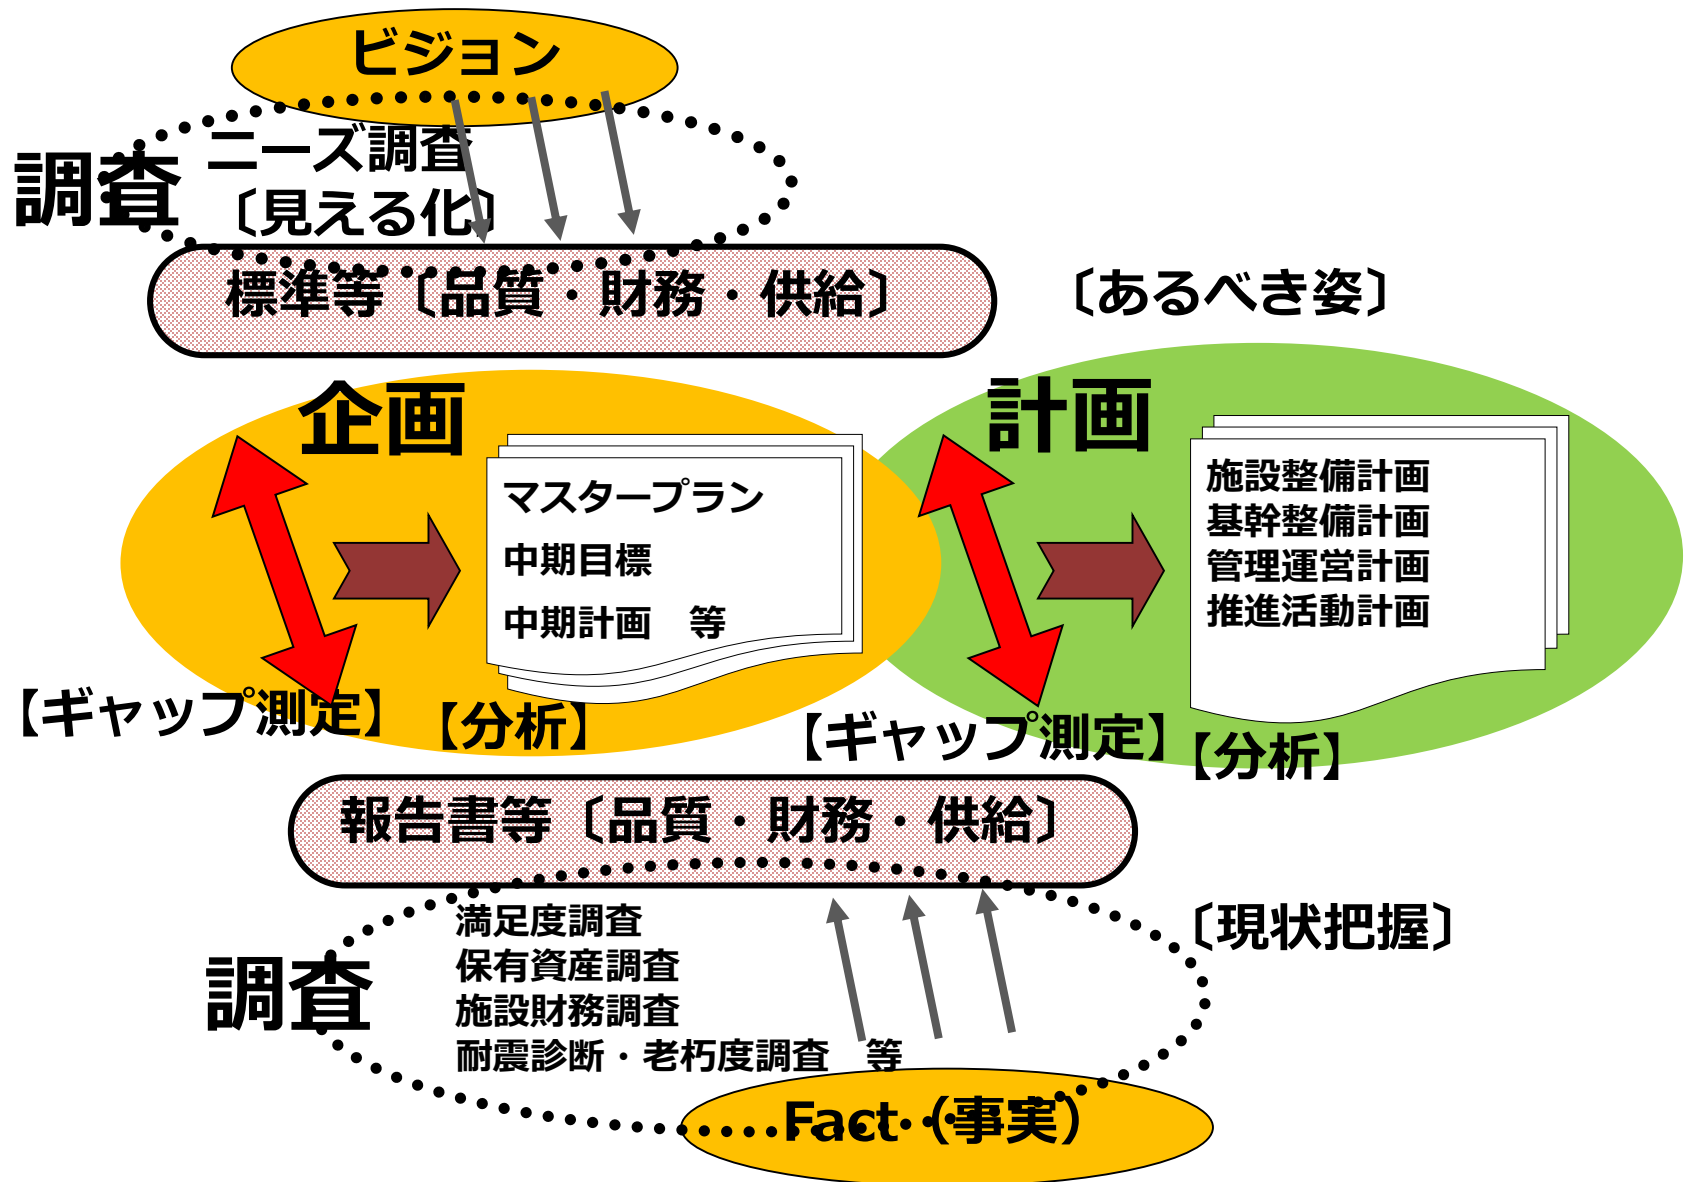 ビジョン
調査
ニーズ調査
〔見える化〕
標準等〔品質・財務・供給〕
〔あるべき姿〕
企画
マスタープラン
中期目標
中期計画　等
【ギャップ測定】
【分析】
計画
施設整備計画
基幹整備計画
管理運営計画
推進活動計画
【ギャップ測定】
【分析】
報告書等〔品質・財務・供給〕
〔現状把握〕
調査
満足度調査
保有資産調査
施設財務調査
耐震診断・老朽度調査　等
Fact（事実）